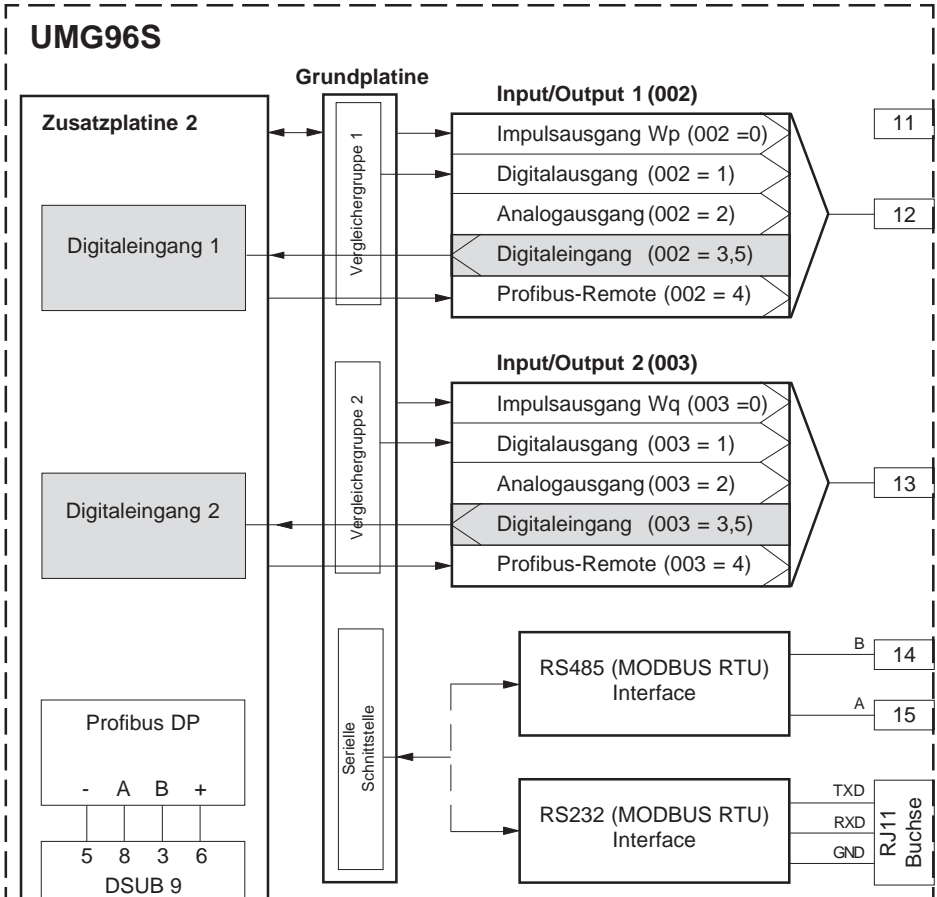 UMG96S
Grundplatine
Zusatzplatine 2
Digitaleingang 1
Digitaleingang 2
Profibus DP
- A B +
5 8 3 6
DSUB 9
Vergleichergruppe 1
Vergleichergruppe 2
Serielle
Schnittstelle
Input/Output 1 (002)
Impulsausgang Wp (002 =0)
Digitalausgang (002 = 1)
Analogausgang (002 = 2)
Digitaleingang (002 = 3,5)
Profibus-Remote (002 = 4)
11
12
Input/Output 2 (003)
Impulsausgang Wq (003 =0)
Digitalausgang (003 = 1)
Analogausgang (003 = 2)
Digitaleingang (003 = 3,5)
Profibus-Remote (003 = 4)
13
RS485 (MODBUS RTU)
Interface
B
14
A
15
RS232 (MODBUS RTU)
Interface
TXD
RXD
GND
RJ11
Buchse